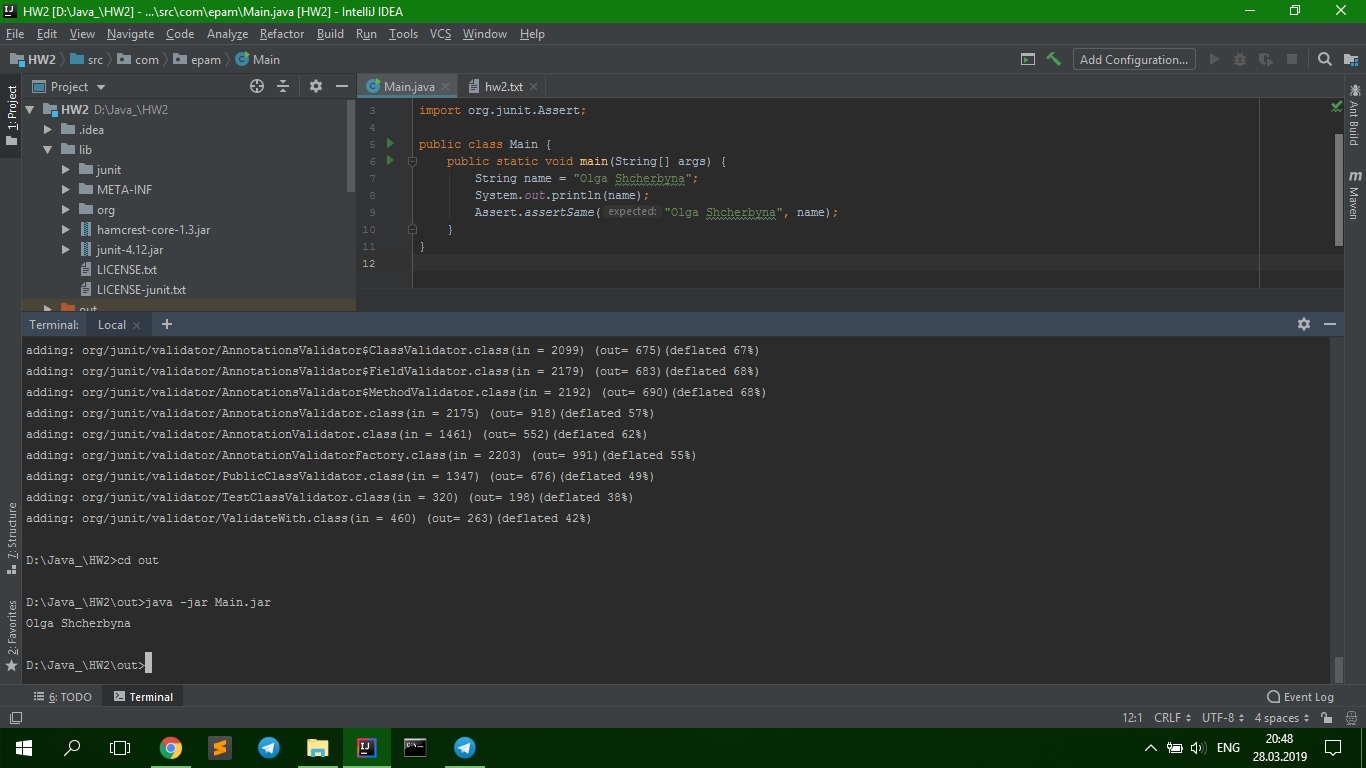 HW2 [D:\Java_\HW2] - ...\src\com\epam\Main.java [HW2] - IntelliJ IDEA
File Edit View Navigate Code Analyze Refactor Build Run Tools VCS Window Help
HW2 src com epam Main Add Configuration...
1: Project
Project
HW2 D:\Java_\HW2
.idea
lib
junit
META-INF
org
hamcrest-core-1.3.jar
junit-4.12.jar
LICENSE.txt
LICENSE-junit.txt
out
Main.java hw2.txt
3 import org.junit.Assert;
4
5 public class Main {
6 public static void main(String[] args) {
7 String name = "Olga Shcherbyna";
8 System.out.println(name);
9 Assert.assertSame( expected: "Olga Shcherbyna", name);
10 }
11 }
12
Ant Build
Maven
Terminal: Local
adding: org/junit/validator/AnnotationsValidator$ClassValidator.class(in = 2099) (out= 675)(deflated 67%)
adding: org/junit/validator/AnnotationsValidator$FieldValidator.class(in = 2179) (out= 683)(deflated 68%)
adding: org/junit/validator/AnnotationsValidator$MethodValidator.class(in = 2192) (out= 690)(deflated 68%)
adding: org/junit/validator/AnnotationsValidator.class(in = 2175) (out= 918)(deflated 57%)
adding: org/junit/validator/AnnotationValidator.class(in = 1461) (out= 552)(deflated 62%)
adding: org/junit/validator/AnnotationValidatorFactory.class(in = 2203) (out= 991)(deflated 55%)
adding: org/junit/validator/PublicClassValidator.class(in = 1347) (out= 676)(deflated 49%)
adding: org/junit/validator/TestClassValidator.class(in = 320) (out= 198)(deflated 38%)
adding: org/junit/validator/ValidateWith.class(in = 460) (out= 263)(deflated 42%)
D:\Java_\HW2>cd out
D:\Java_\HW2\out>java -jar Main.jar
Olga Shcherbyna
D:\Java_\HW2\out>
7: Structure
2: Favorites
6: TODO Terminal Event Log
12:1 CRLF UTF-8 4 spaces
ENG
20:48
28.03.2019